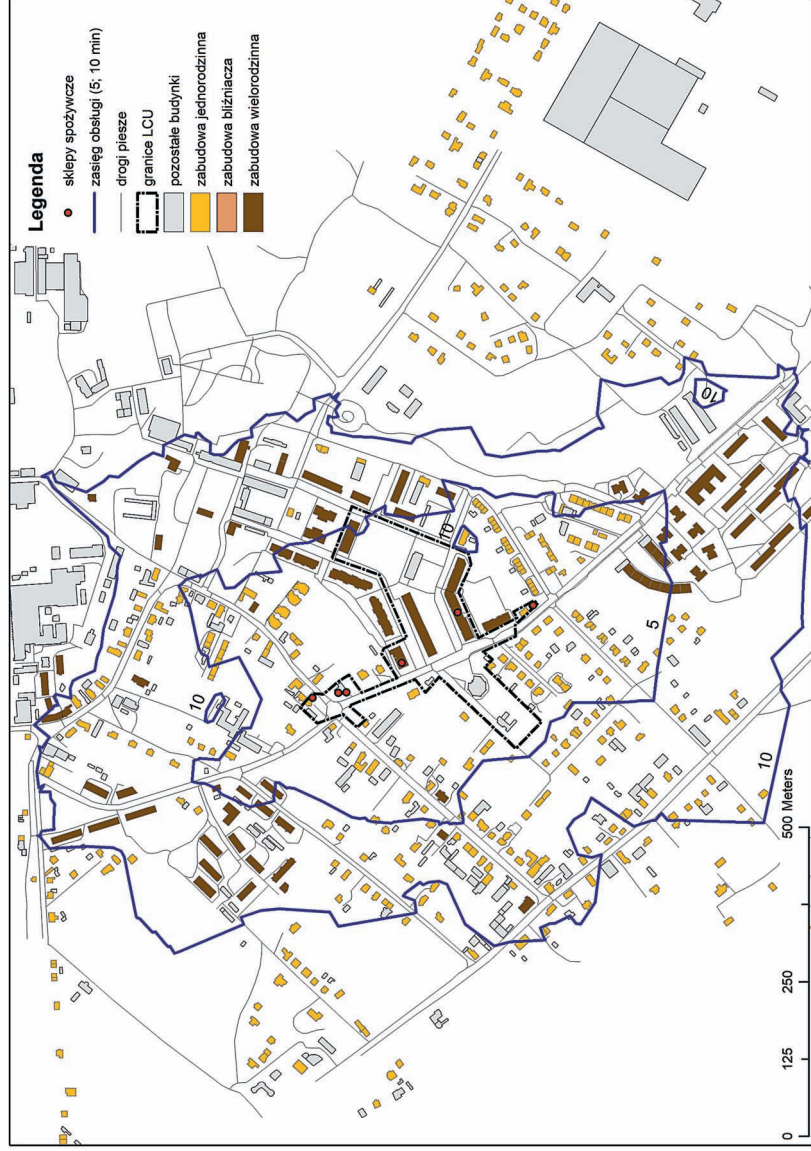 Legenda
sklepy spożywcze
zasięg obsługi (5; 10 min)
drogi piesze
granice LCU
pozostałe budynki
zabudowa jednorodzinna
zabudowa bliźniacza
zabudowa wielorodzinna
10
10
10
5
10
0 125 250 500 Meters